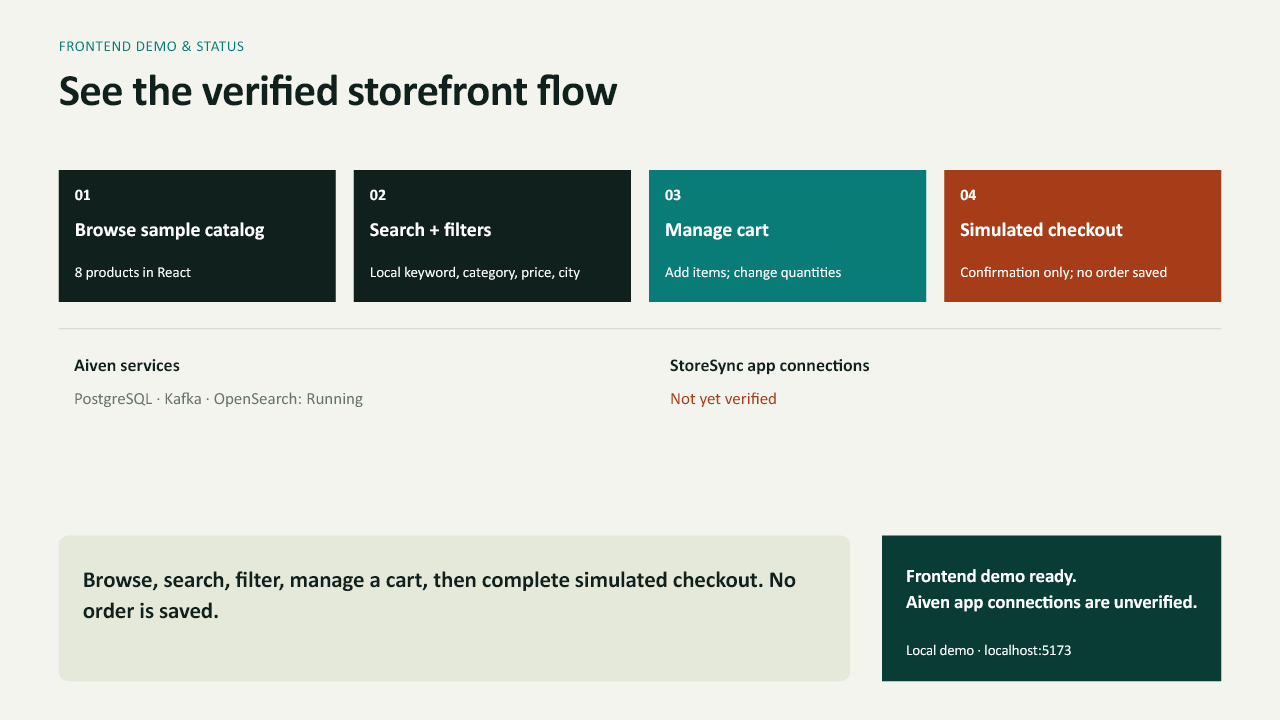 FRONTEND DEMO & STATUS
See the verified storefront flow
01
Browse sample catalog
8 products in React
02
Search + filters
Local keyword, category, price, city
03
Manage cart
Add items; change quantities
04
Simulated checkout
Confirmation only; no order saved
Aiven services
PostgreSQL · Kafka · OpenSearch: Running
StoreSync app connections
Not yet verified
Browse, search, filter, manage a cart, then complete simulated checkout. No
order is saved.
Frontend demo ready.
Aiven app connections are unverified.
Local demo · localhost:5173